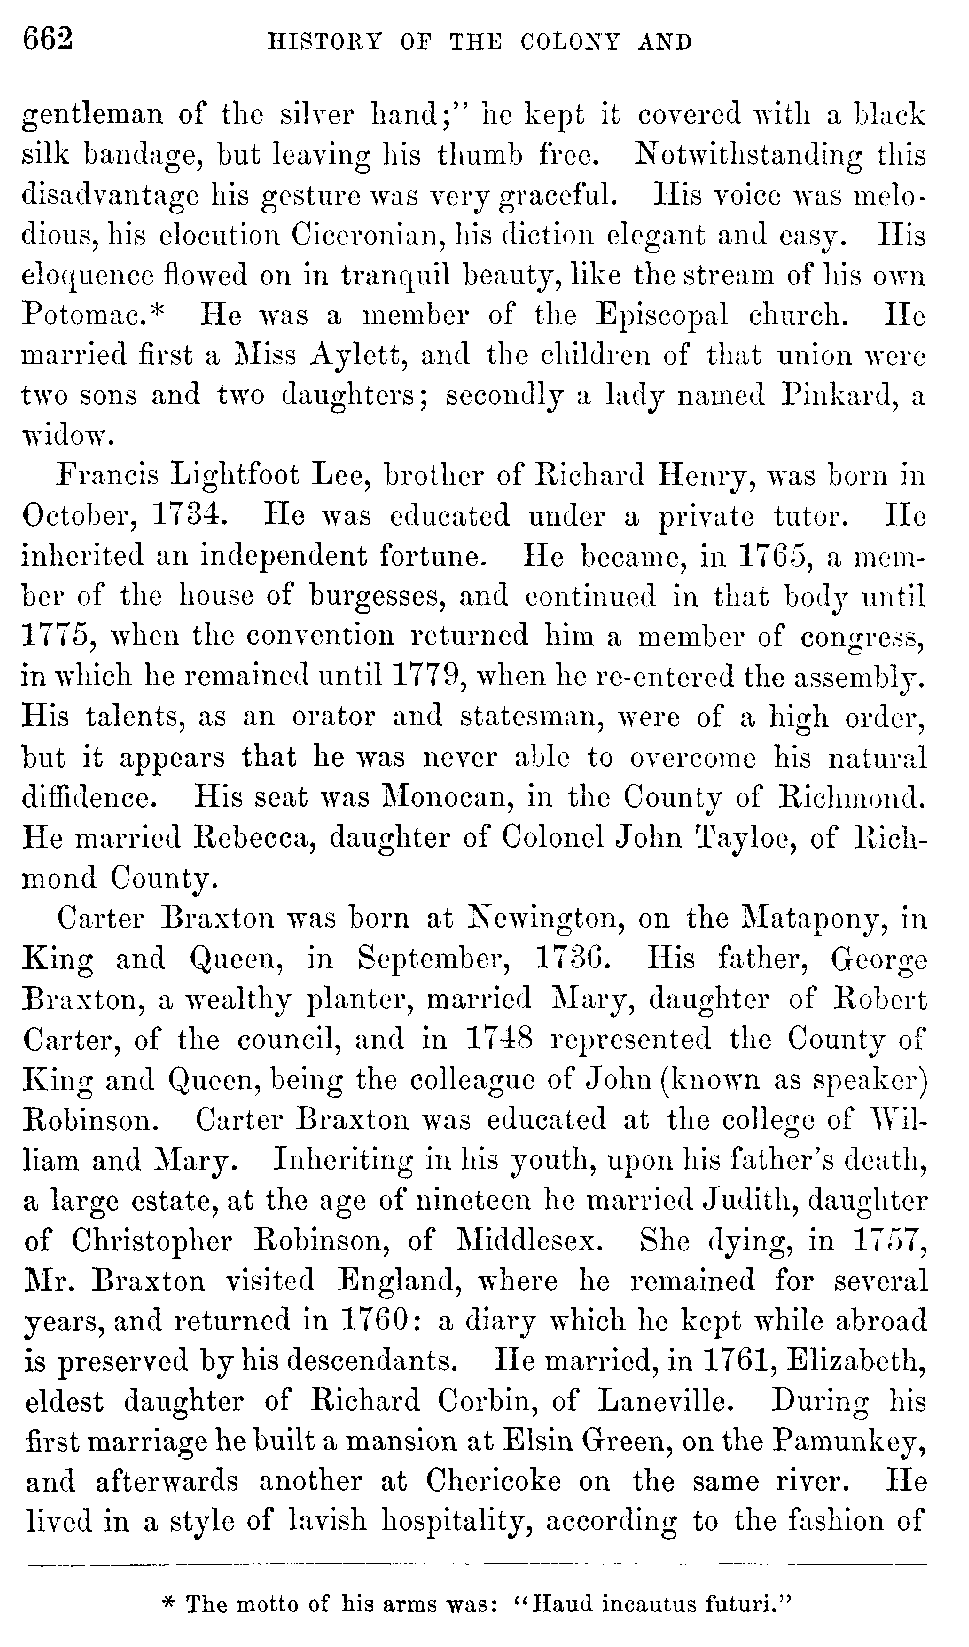 662 HISTORY OF THE COLONY AND
gentleman of the silver hand;" he kept it covered with a black
silk bandage, but leaving his thumb free. Notwithstanding this
disadvantage his gesture was very graceful. His voice was melo-
dious, his elocution Ciceronian, his diction elegant and easy. His
eloquence flowed on in tranquil beauty, like the stream of his own
Potomac.* He was a member of the Episcopal church. He
married first a Miss Aylett, and the children of that union were
two sons and two daughters; secondly a lady named Pinkard, a
widow.
Francis Lightfoot Lee, brother of Richard Henry, was born in
October, 1734. He was educated under a private tutor. He
inherited an independent fortune. He became, in 1765, a mem-
ber of the house of burgesses, and continued in that body until
1775, when the convention returned him a member of congress,
in which he remained until 1779, when he re-entered the assembly.
His talents, as an orator and statesman, were of a high order,
but it appears that he was never able to overcome his natural
diffidence. His seat was Monocan, in the County of Richmond.
He married Rebecca, daughter of Colonel John Tayloe, of Rich-
mond County.
Carter Braxton was born at Newington, on the Matapony, in
King and Queen, in September, 1736. His father, George
Braxton, a wealthy planter, married Mary, daughter of Robert
Carter, of the council, and in 1748 represented the County of
King and Queen, being the colleague of John (known as speaker)
Robinson. Carter Braxton was educated at the college of Wil-
liam and Mary. Inheriting in his youth, upon his father's death,
a large estate, at the age of nineteen he married Judith, daughter
of Christopher Robinson, of Middlesex. She dying, in 1757,
Mr. Braxton visited England, where he remained for several
years, and returned in 1760: a diary which he kept while abroad
is preserved by his descendants. He married, in 1761, Elizabeth,
eldest daughter of Richard Corbin, of Laneville. During his
first marriage he built a mansion at Elsin Green, on the Pamunkey,
and afterwards another at Chericoke on the same river. He
lived in a style of lavish hospitality, according to the fashion of
* The motto of his arms was: "Haud incautus futuri."